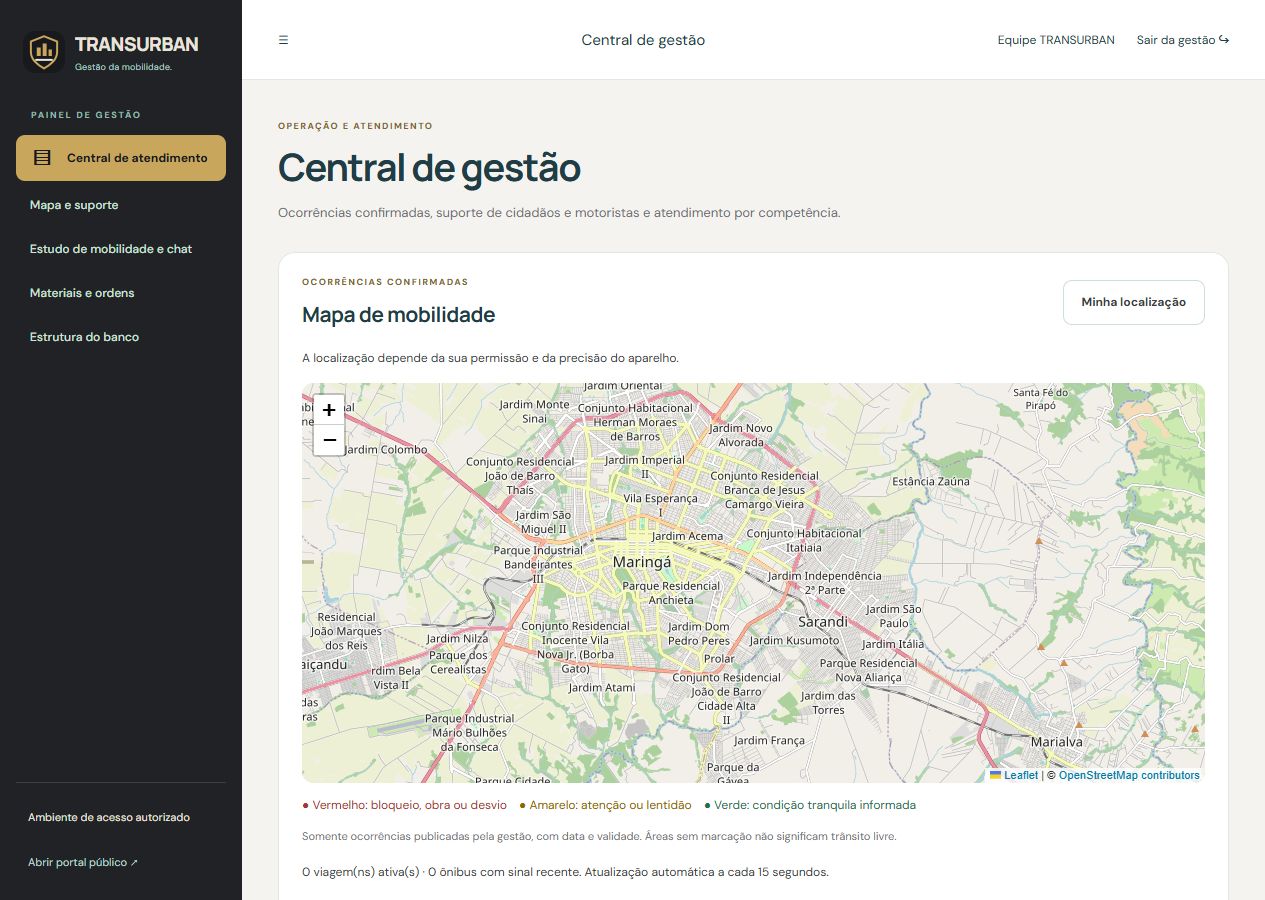 TRANSURBAN
Gestão da mobilidade.
PAINEL DE GESTÃO
Central de atendimento
Mapa e suporte
Estudo de mobilidade e chat
Materiais e ordens
Estrutura do banco
Ambiente de acesso autorizado
Abrir portal público ↗
☰
Central de gestão
Equipe TRANSURBAN
Sair da gestão ↪
OPERAÇÃO E ATENDIMENTO
Central de gestão
Ocorrências confirmadas, suporte de cidadãos e motoristas e atendimento por competência.
OCORRÊNCIAS CONFIRMADAS
Mapa de mobilidade
Minha localização
A localização depende da sua permissão e da precisão do aparelho.
+
−
Jardim Oriental
Jardim Monte
Sinai
Conjunto Habitacional
Herman Moraes
de Barros
Jardim Novo
Alvorada
Santa Fé do
Pirapó
Jardim Colombo
Conjunto Residencial
João de Barro
Thais
Jardim Imperial
II
Conjunto Residencial
Branca de Jesus
Camargo Vieira
Estância Zaúna
Vila Esperança
I
Jardim São
Miguel II
Jardim Acema
Conjunto Habitacional
Itatiaia
Parque Industrial
Bandeirantes
III
Maringá
Jardim Independência
2ª Parte
Parque Residencial
Anchieta
Jardim São
Paulo
Residencial
João Marques
dos Reis
Conjunto Residencial
Inocente Vila
Nova Jr. (Borba
Gato)
Jardim Dom
Pedro Peres
Sarandi
Jardim Kusumoto
Jardim Itália
Jardim Nilza
Parque dos
Cerealistas
aiçandu
rdim Bela
Vista II
Prolar
Parque Residencial
Nova Aliança
Jardim Atami
Conjunto Residencial
João de Barro
Cidade Alta
II
Jardim das
Torres
das
ras
Parque Industrial
Mário Bulhões
da Fonseca
Jardim França
Marialva
Parque da
Gávea
Parque Cidade
Leaflet | © OpenStreetMap contributors
● Vermelho: bloqueio, obra ou desvio ● Amarelo: atenção ou lentidão ● Verde: condição tranquila informada
Somente ocorrências publicadas pela gestão, com data e validade. Áreas sem marcação não significam trânsito livre.
0 viagem(ns) ativa(s) · 0 ônibus com sinal recente. Atualização automática a cada 15 segundos.